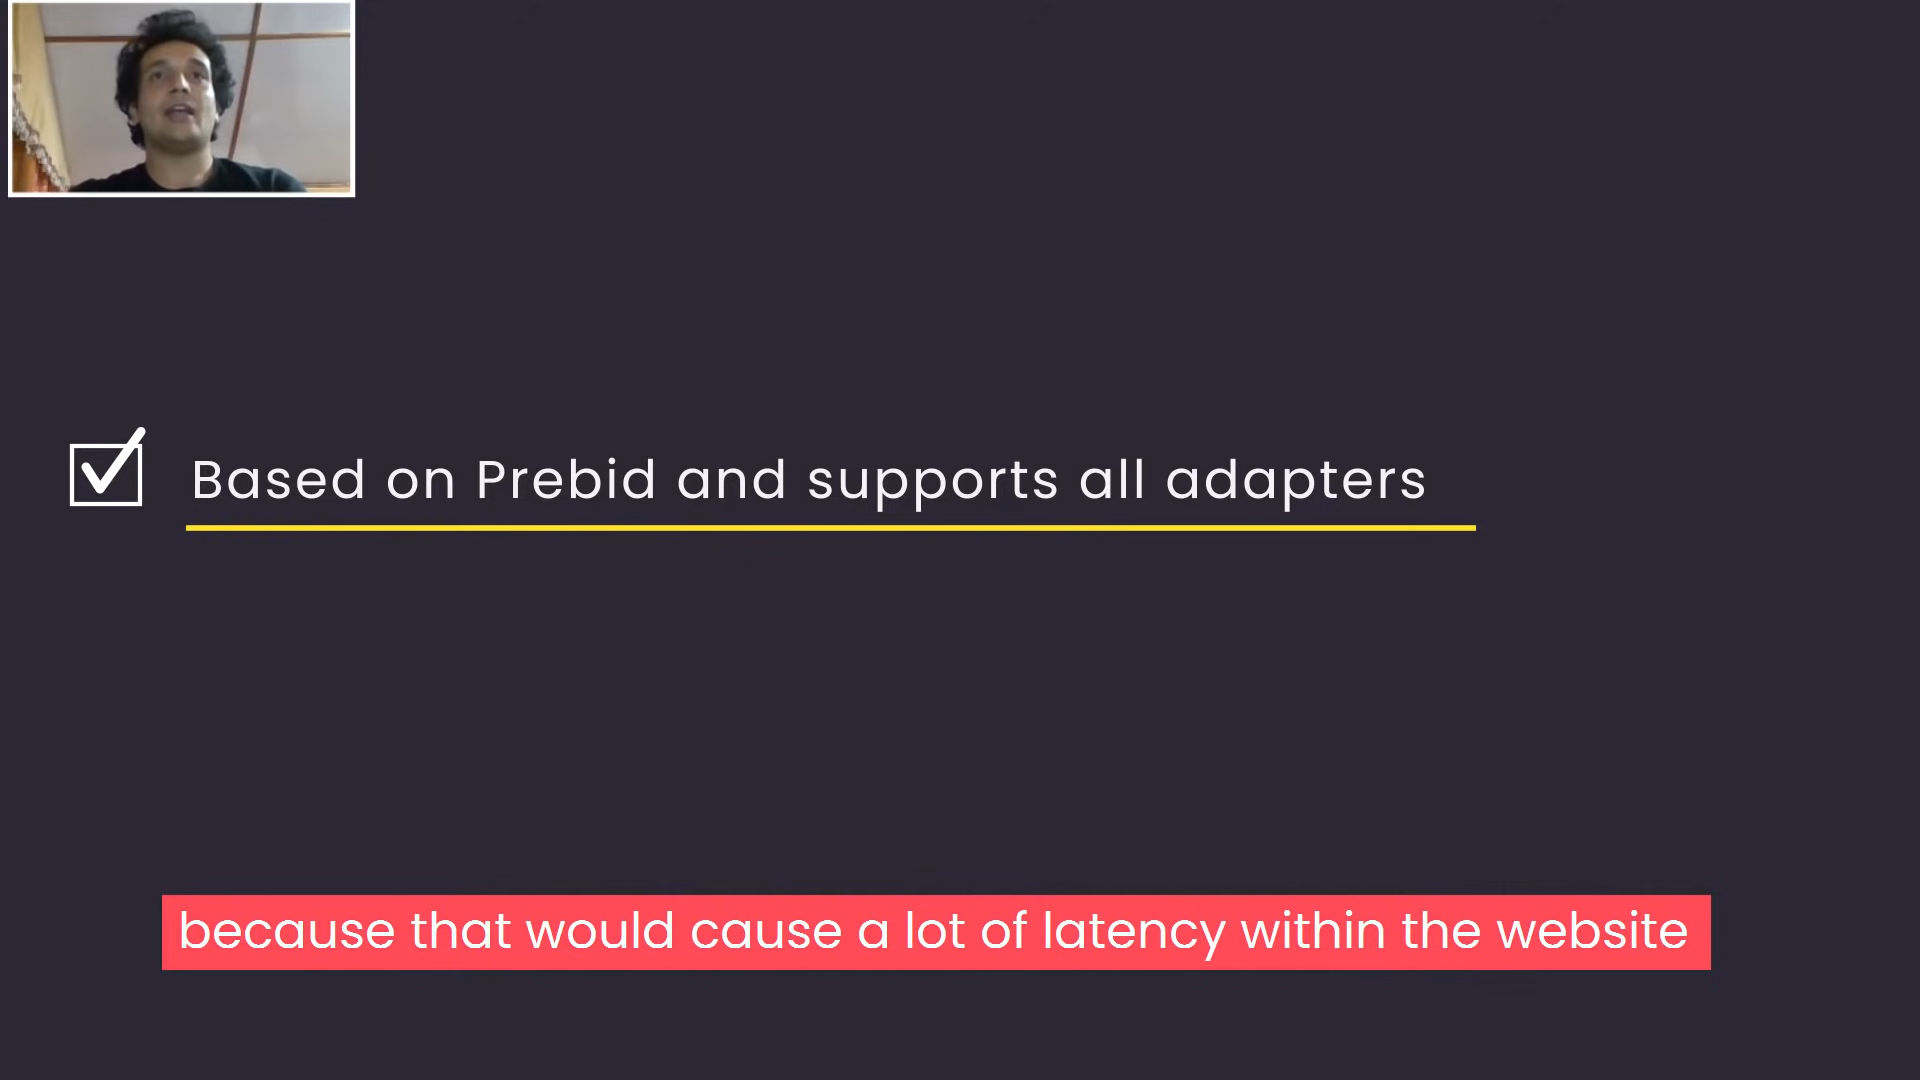 Based on Prebid and supports all adapters
because that would cause a lot of latency within the website